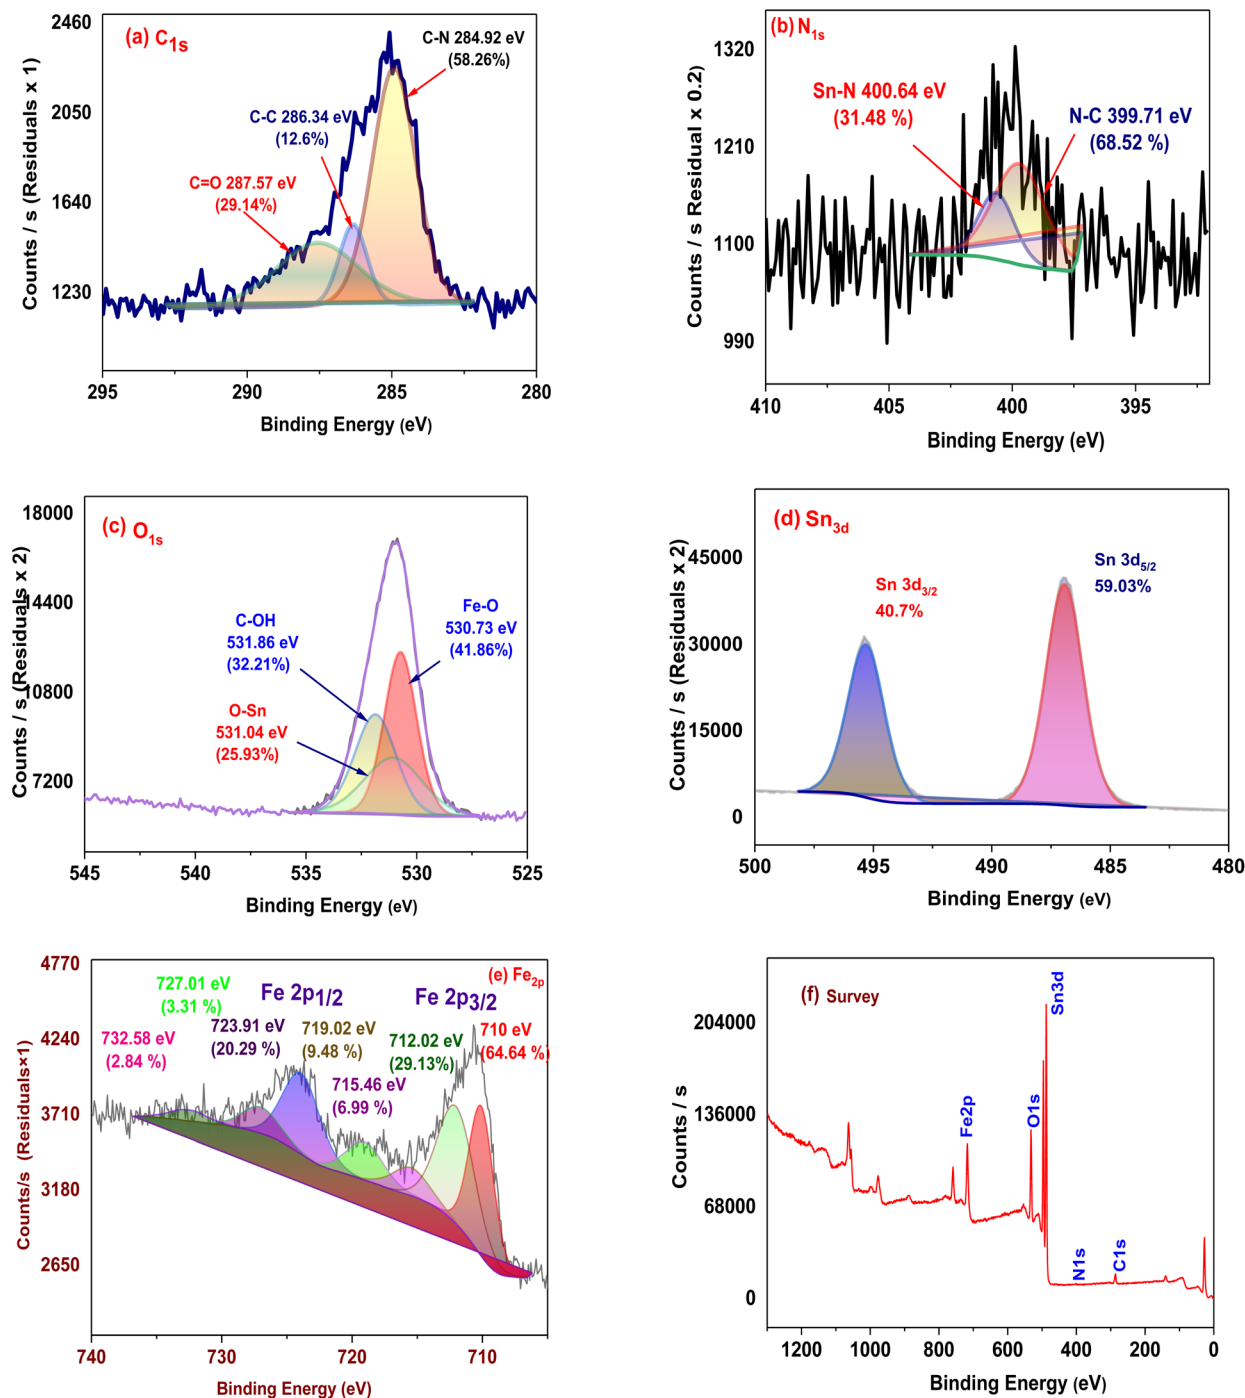 (a) C1s
C-N 284.92 eV
(58.26%)
C-C 286.34 eV
(12.6%)
C=O 287.57 eV
(29.14%)
2460
2050
1640
1230
Counts / s (Residuals x 1)
295
290
285
280
Binding Energy (eV)
(b) N1s
Sn-N 400.64 eV
(31.48 %)
N-C 399.71 eV
(68.52 %)
1320
1210
1100
990
Counts / s Residual x 0.2)
410
405
400
395
Binding Energy (eV)
(c) O1s
C-OH
531.86 eV
(32.21%)
Fe-O
530.73 eV
(41.86%)
O-Sn
531.04 eV
(25.93%)
18000
14400
10800
7200
Counts / s (Residuals x 2)
545
540
535
530
525
Binding Energy (eV)
(d) Sn3d
Sn 3d3/2
40.7%
Sn 3d5/2
59.03%
45000
30000
15000
0
Counts / s (Residuals x 2)
500
495
490
485
480
Binding Energy (eV)
(e) Fe2p
727.01 eV
(3.31 %)
Fe 2p1/2
Fe 2p3/2
732.58 eV
(2.84 %)
723.91 eV
(20.29 %)
719.02 eV
(9.48 %)
715.46 eV
(6.99 %)
712.02 eV
(29.13%)
710 eV
(64.64 %)
4770
4240
3710
3180
2650
Counts/s (Residuals×1)
740
730
720
710
Binding Energy (eV)
(f) Survey
Sn3d
Fe2p
O1s
N1s
C1s
204000
136000
68000
0
Counts / s
1200
1000
800
600
400
200
0
Binding Energy (eV)